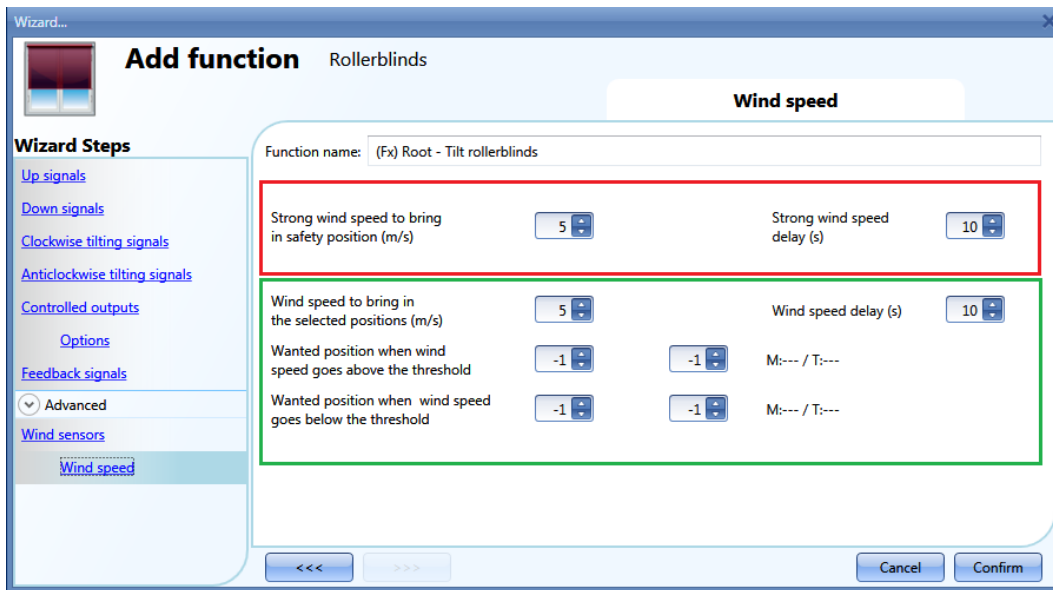 Wizard...
Add function Rollerblinds
Wind speed
Wizard Steps
Up signals
Down signals
Clockwise tilting signals
Anticlockwise tilting signals
Controlled outputs
Options
Feedback signals
Advanced
Wind sensors
Wind speed
Function name: (Fx) Root - Tilt rollerblinds
Strong wind speed to bring
in safety position (m/s)
5
Strong wind speed
delay (s)
10
Wind speed to bring in
the selected positions (m/s)
5
Wind speed delay (s)
10
Wanted position when wind
speed goes above the threshold
-1
-1
M:--- / T:---
Wanted position when wind speed
goes below the threshold
-1
-1
M:--- / T:---
<<<
>>>
Cancel
Confirm